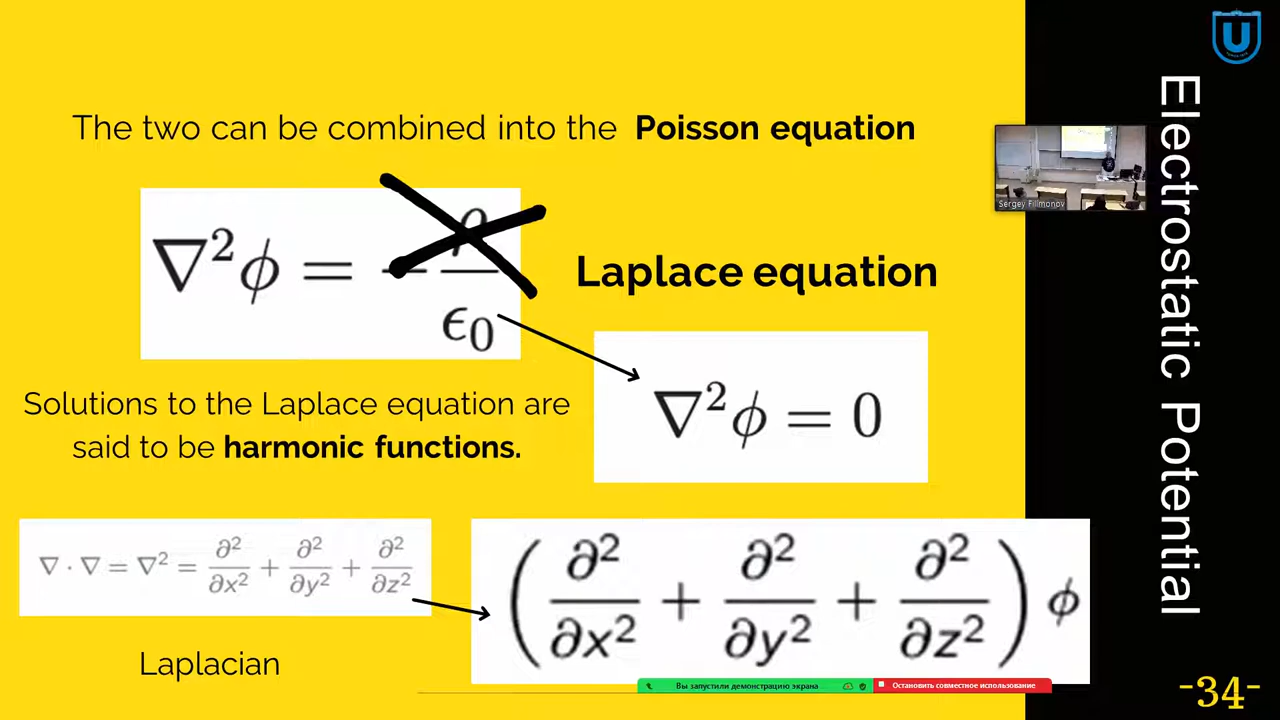 The two can be combined into the Poisson equation
∇²ϕ = −ρ/ϵ₀
Laplace equation
∇²ϕ = 0
Solutions to the Laplace equation are
said to be harmonic functions.
∇ · ∇ = ∇² = ∂²/∂x² + ∂²/∂y² + ∂²/∂z²
(∂²/∂x² + ∂²/∂y² + ∂²/∂z²) ϕ
Laplacian
Electrostatic Potential
U
Sergey Filmonov
Вы запустили демонстрацию экрана
Остановить совместное использование
-34-